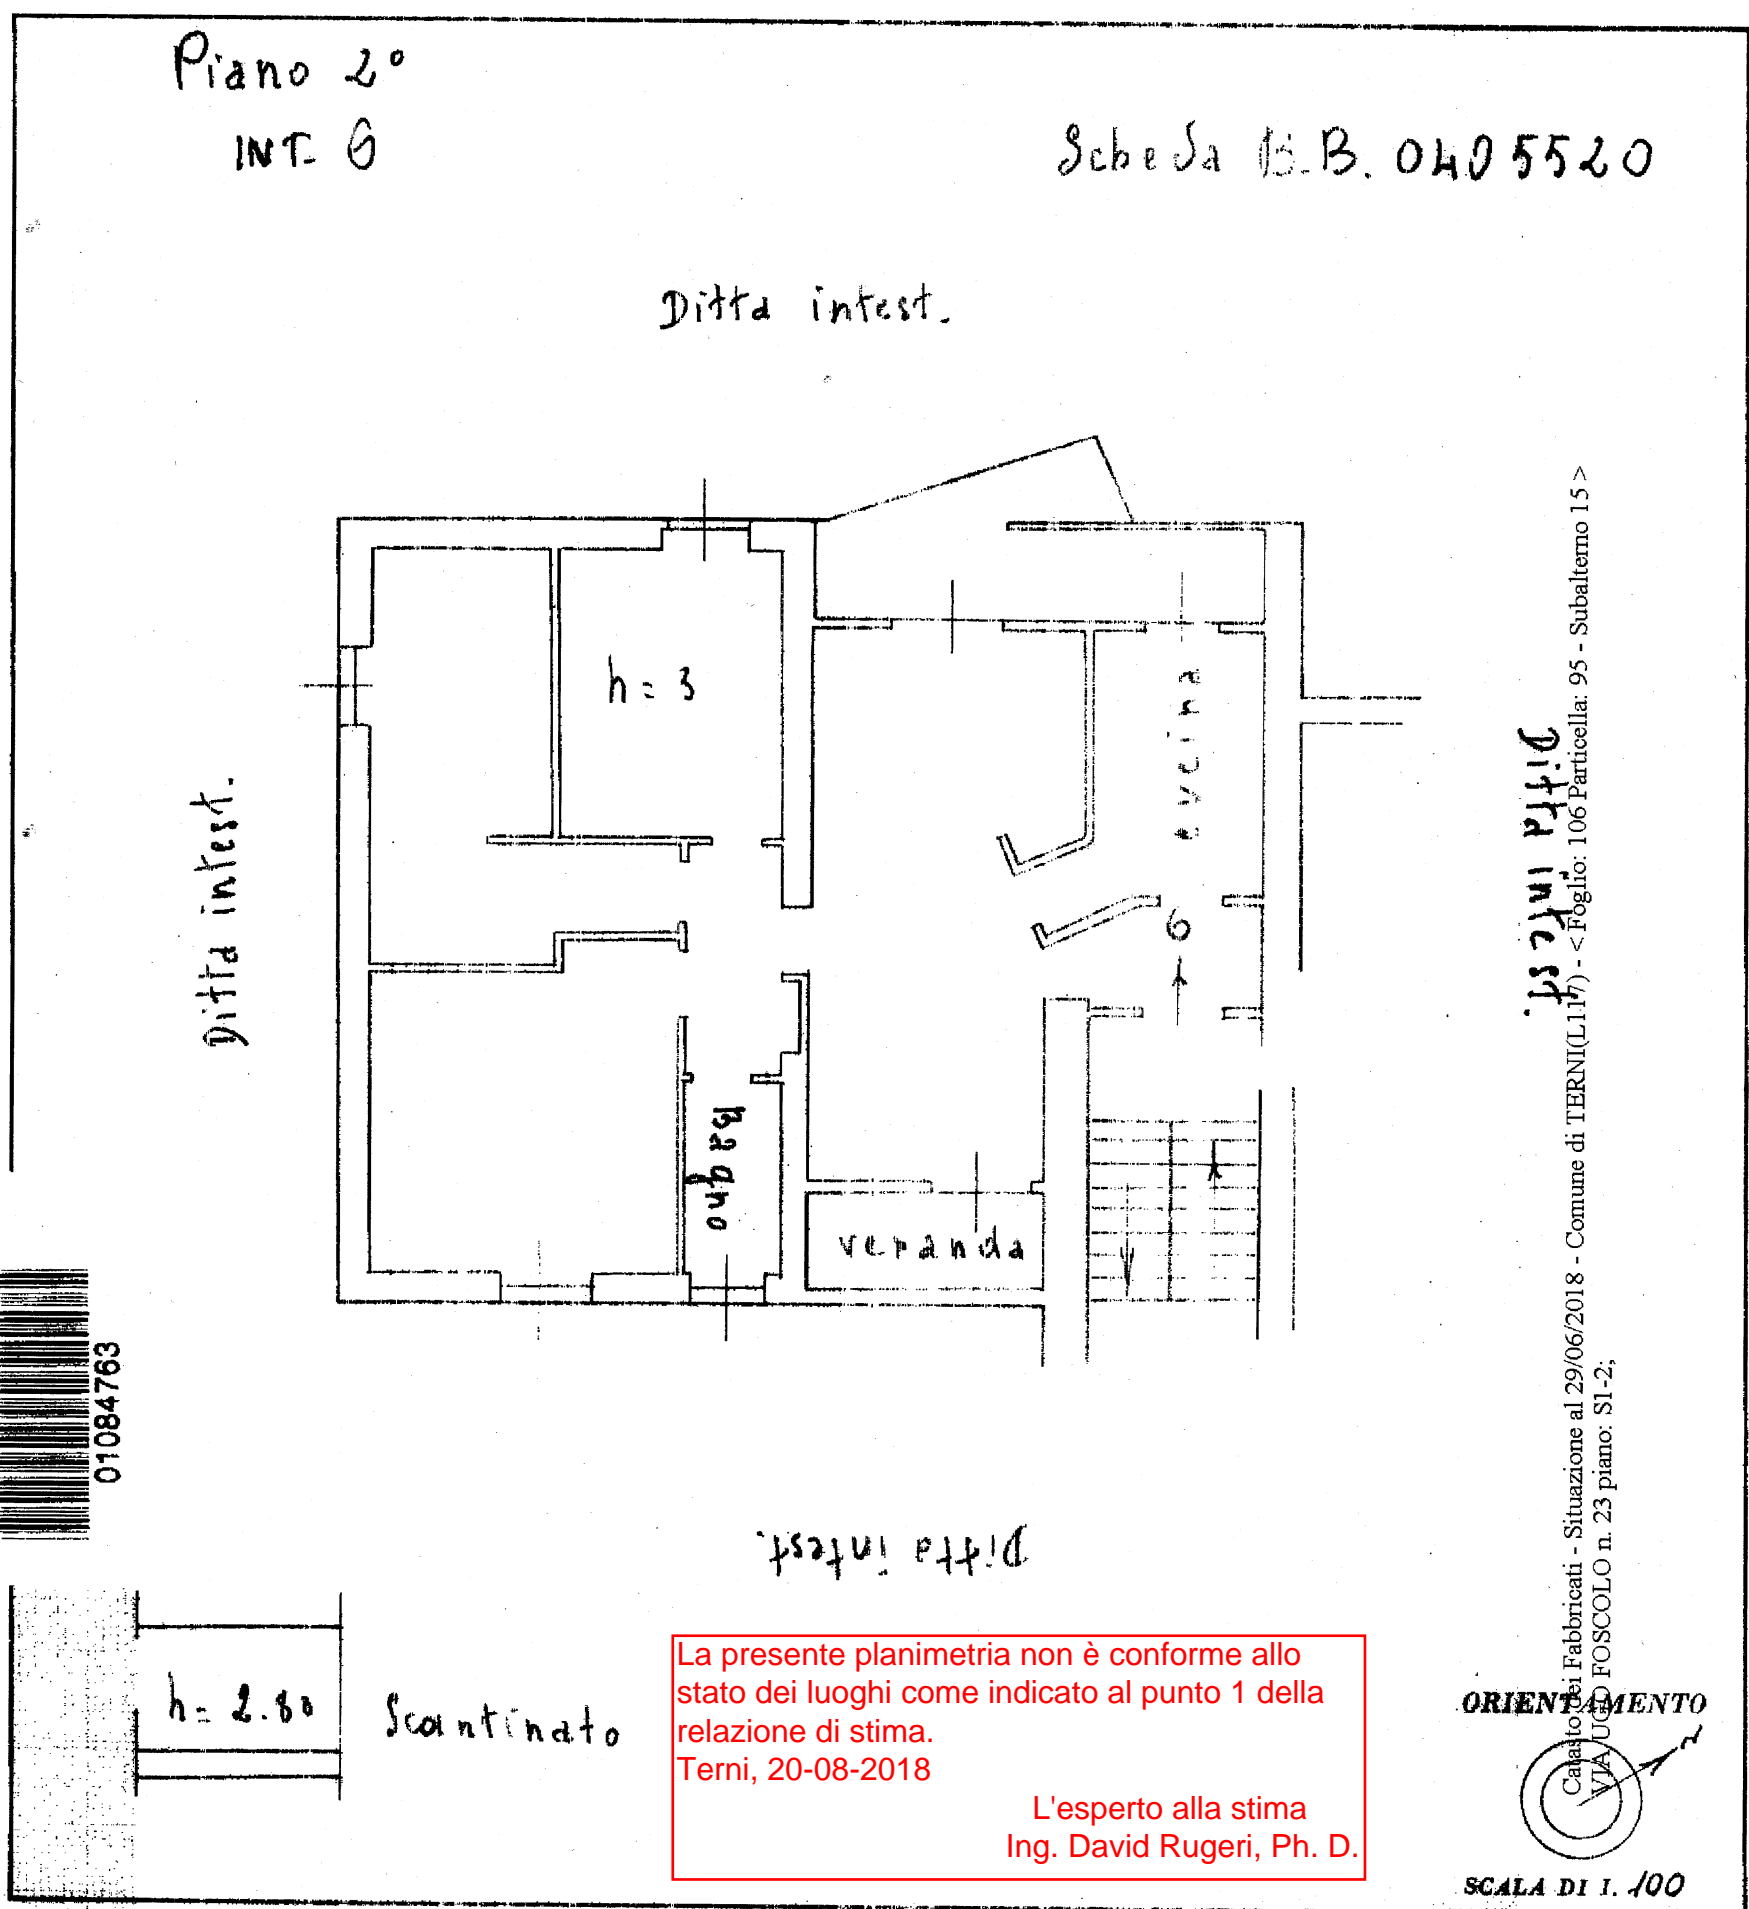 Piano 2°
INT. 6
Scheda B.B. 0405520
Ditta intest.
h = 3
cucina
6
Ditta intest.
Ditta intest.
Bagno
veranda
01084763
Ditta intest.
h = 2.80
Scantinato
La presente planimetria non è conforme allo
stato dei luoghi come indicato al punto 1 della
relazione di stima.
Terni, 20-08-2018
L'esperto alla stima
Ing. David Rugeri, Ph. D.
Catasto dei Fabbricati - Situazione al 29/06/2018 - Comune di TERNI(L117) - < Foglio: 106 Particella: 95 - Subalterno 15 >
VIA UGO FOSCOLO n. 23 piano: S1-2;
ORIENTAMENTO
N
SCALA DI 1. 100